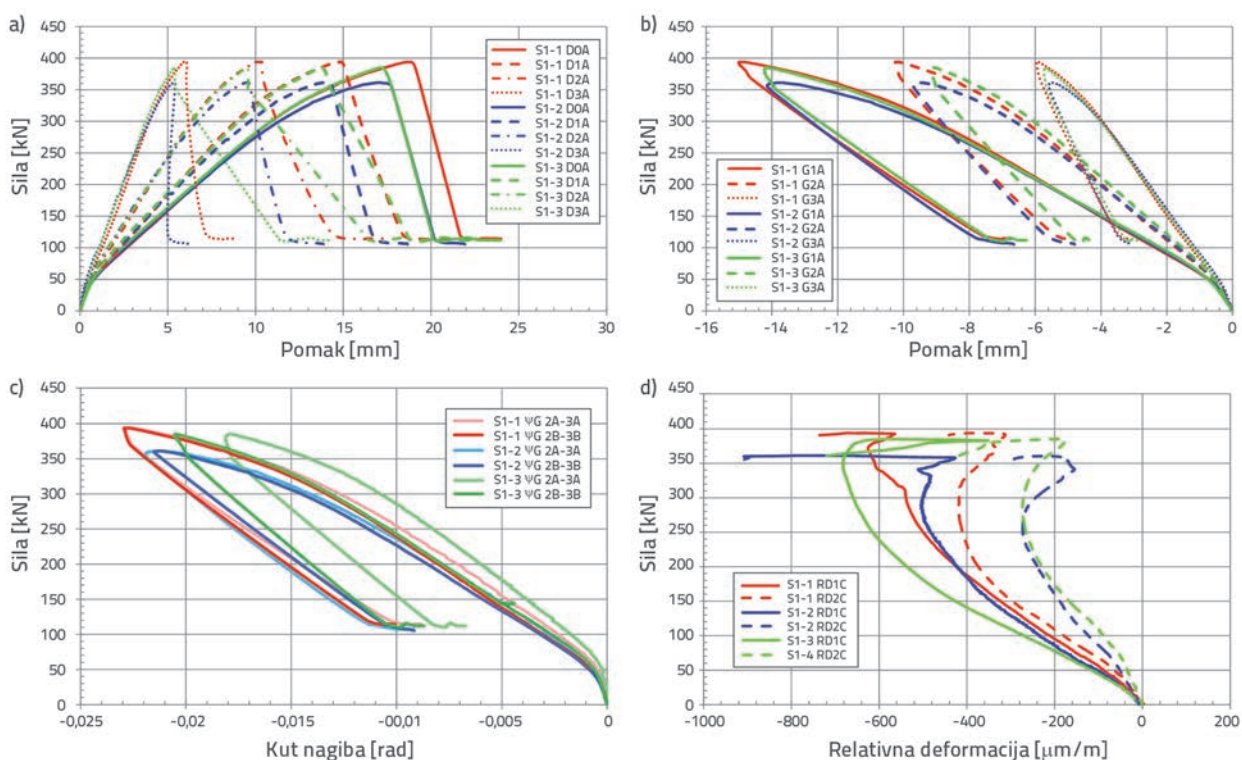 a)
Sila [kN]
450
400
350
300
250
200
150
100
50
0
0
5
10
15
20
25
30
Pomak [mm]
S1-1 D0A
S1-1 D1A
S1-1 D2A
S1-1 D3A
S1-2 D0A
S1-2 D1A
S1-2 D2A
S1-2 D3A
S1-3 D0A
S1-3 D1A
S1-3 D2A
S1-3 D3A
b)
Sila [kN]
450
400
350
300
250
200
150
100
50
0
-16
-14
-12
-10
-8
-6
-4
-2
0
Pomak [mm]
S1-1 G1A
S1-1 G2A
S1-1 G3A
S1-2 G1A
S1-2 G2A
S1-2 G3A
S1-3 G1A
S1-3 G2A
S1-3 G3A
c)
Sila [kN]
450
400
350
300
250
200
150
100
50
0
-0,025
-0,02
-0,015
-00,01
-0,005
0
Kut nagiba [rad]
S1-1 ΨG 2A-3A
S1-1 ΨG 2B-3B
S1-2 ΨG 2A-3A
S1-2 ΨG 2B-3B
S1-3 ΨG 2A-3A
S1-3 ΨG 2B-3B
d)
Sila [kN]
450
400
350
300
250
200
150
100
50
0
-1000
-800
-600
-400
-200
0
200
Relativna deformacija [µm/m]
S1-1 RD1C
S1-1 RD2C
S1-2 RD1C
S1-2 RD2C
S1-3 RD1C
S1-4 RD2C